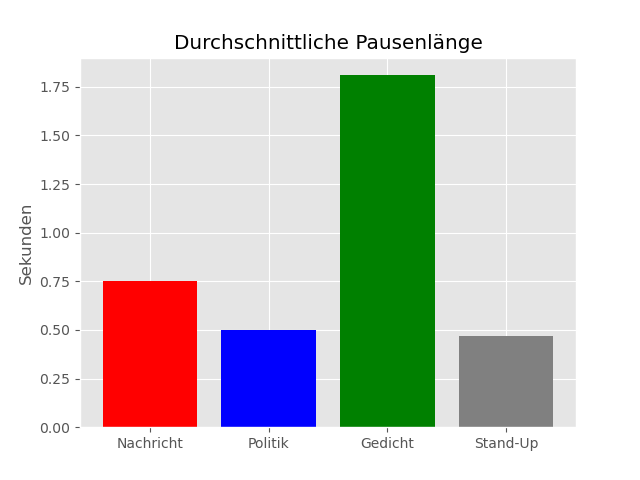 Durchschnittliche Pausenlänge
Sekunden
1.75
1.50
1.25
1.00
0.75
0.50
0.25
0.00
Nachricht Politik Gedicht Stand-Up